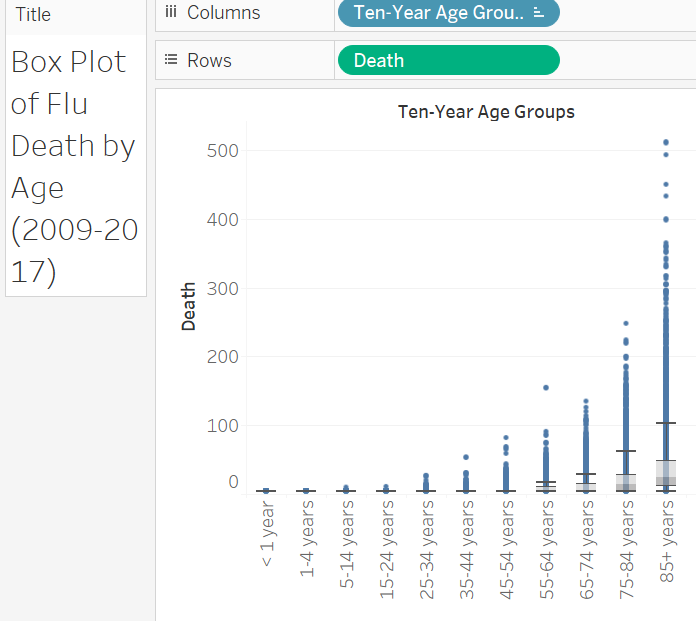 Title
Box Plot
of Flu
Death by
Age
(2009-20
17)
Columns
Ten-Year Age Grou..
Rows
Death
Ten-Year Age Groups
Death
500
400
300
200
100
0
< 1 year
1-4 years
5-14 years
15-24 years
25-34 years
35-44 years
45-54 years
55-64 years
65-74 years
75-84 years
85+ years